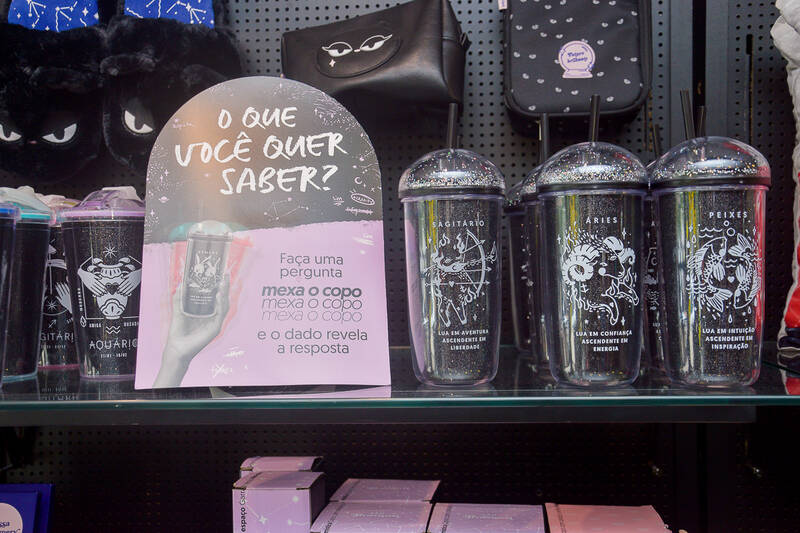 O QUE
VOCÊ QUER
SABER?
Faça uma
pergunta
mexa o copo
mexa o copo
mexa o copo
e o dado revela
a resposta
AQUÁRIO
SAGITÁRIO
LUA EM AVENTURA
ASCENDENTE EM
LIBERDADE
ÁRIES
LUA EM CONFIANÇA
ASCENDENTE EM
ENERGIA
PEIXES
LUA EM INTUIÇÃO
ASCENDENTE EM
INSPIRAÇÃO
espaço